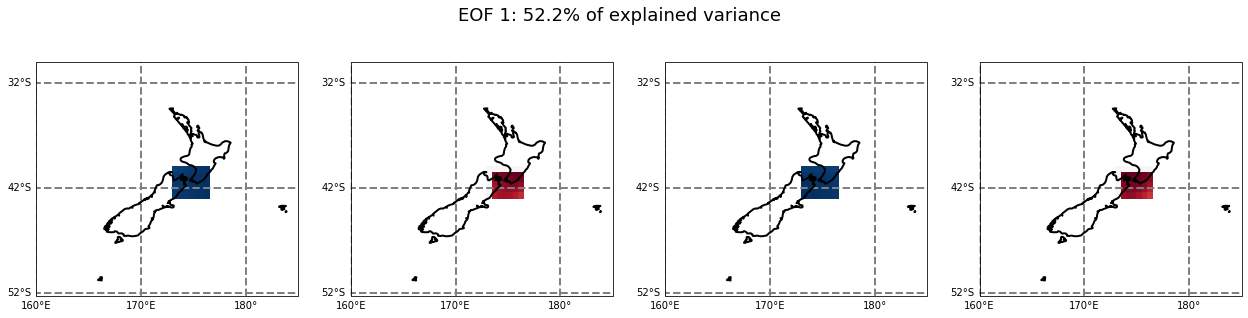 EOF 1: 52.2% of explained variance
32°S 32°S 32°S 32°S
42°S 42°S 42°S 42°S
52°S 52°S 52°S 52°S
160°E 170°E 180° 160°E 170°E 180° 160°E 170°E 180° 160°E 170°E 180°